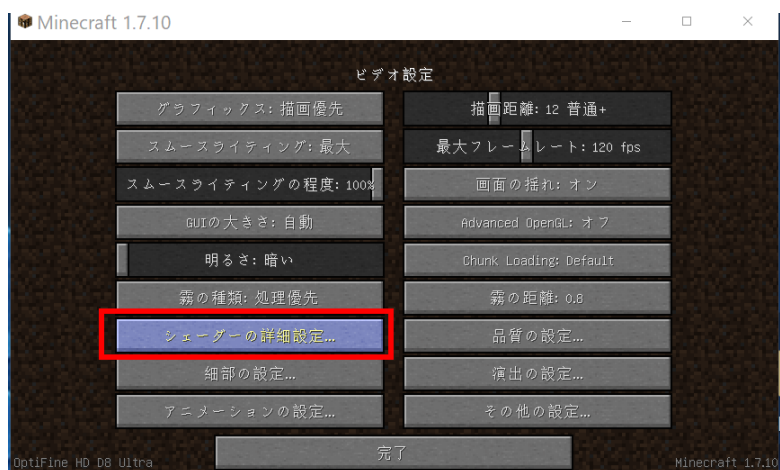 Minecraft 1.7.10
ビデオ設定
グラフィックス: 描画優先
描画距離: 12 普通+
スムースライティング: 最大
最大フレームレート: 120 fps
スムースライティングの程度: 100%
画面の揺れ: オン
GUIの大きさ: 自動
Advanced OpenGL: オフ
明るさ: 暗い
Chunk Loading: Default
霧の種類: 処理優先
霧の距離: 0.8
シェーダーの詳細設定...
品質の設定...
細部の設定...
演出の設定...
アニメーションの設定...
その他の設定...
完了
OptiFine HD D8 Ultra
Minecraft 1.7.10